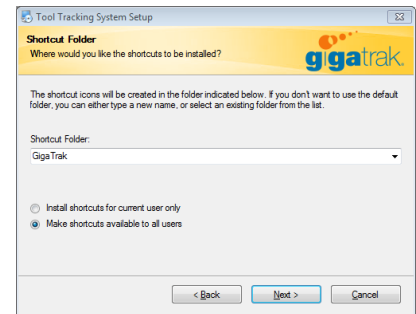 Tool Tracking System Setup
Shortcut Folder
Where would you like the shortcuts to be installed?
gigatrak.
The shortcut icons will be created in the folder indicated below. If you don't want to use the default
folder, you can either type a new name, or select an existing folder from the list.
Shortcut Folder:
GigaTrak
Install shortcuts for current user only
Make shortcuts available to all users
< Back
Next >
Cancel